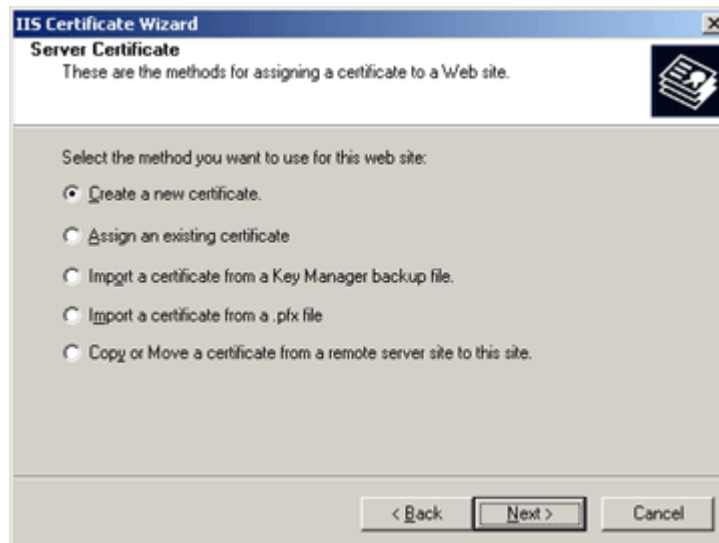 IIS Certificate Wizard
Server Certificate
These are the methods for assigning a certificate to a Web site.
Select the method you want to use for this web site:
Create a new certificate.
Assign an existing certificate
Import a certificate from a Key Manager backup file.
Import a certificate from a .pfx file
Copy or Move a certificate from a remote server site to this site.
< Back Next > Cancel